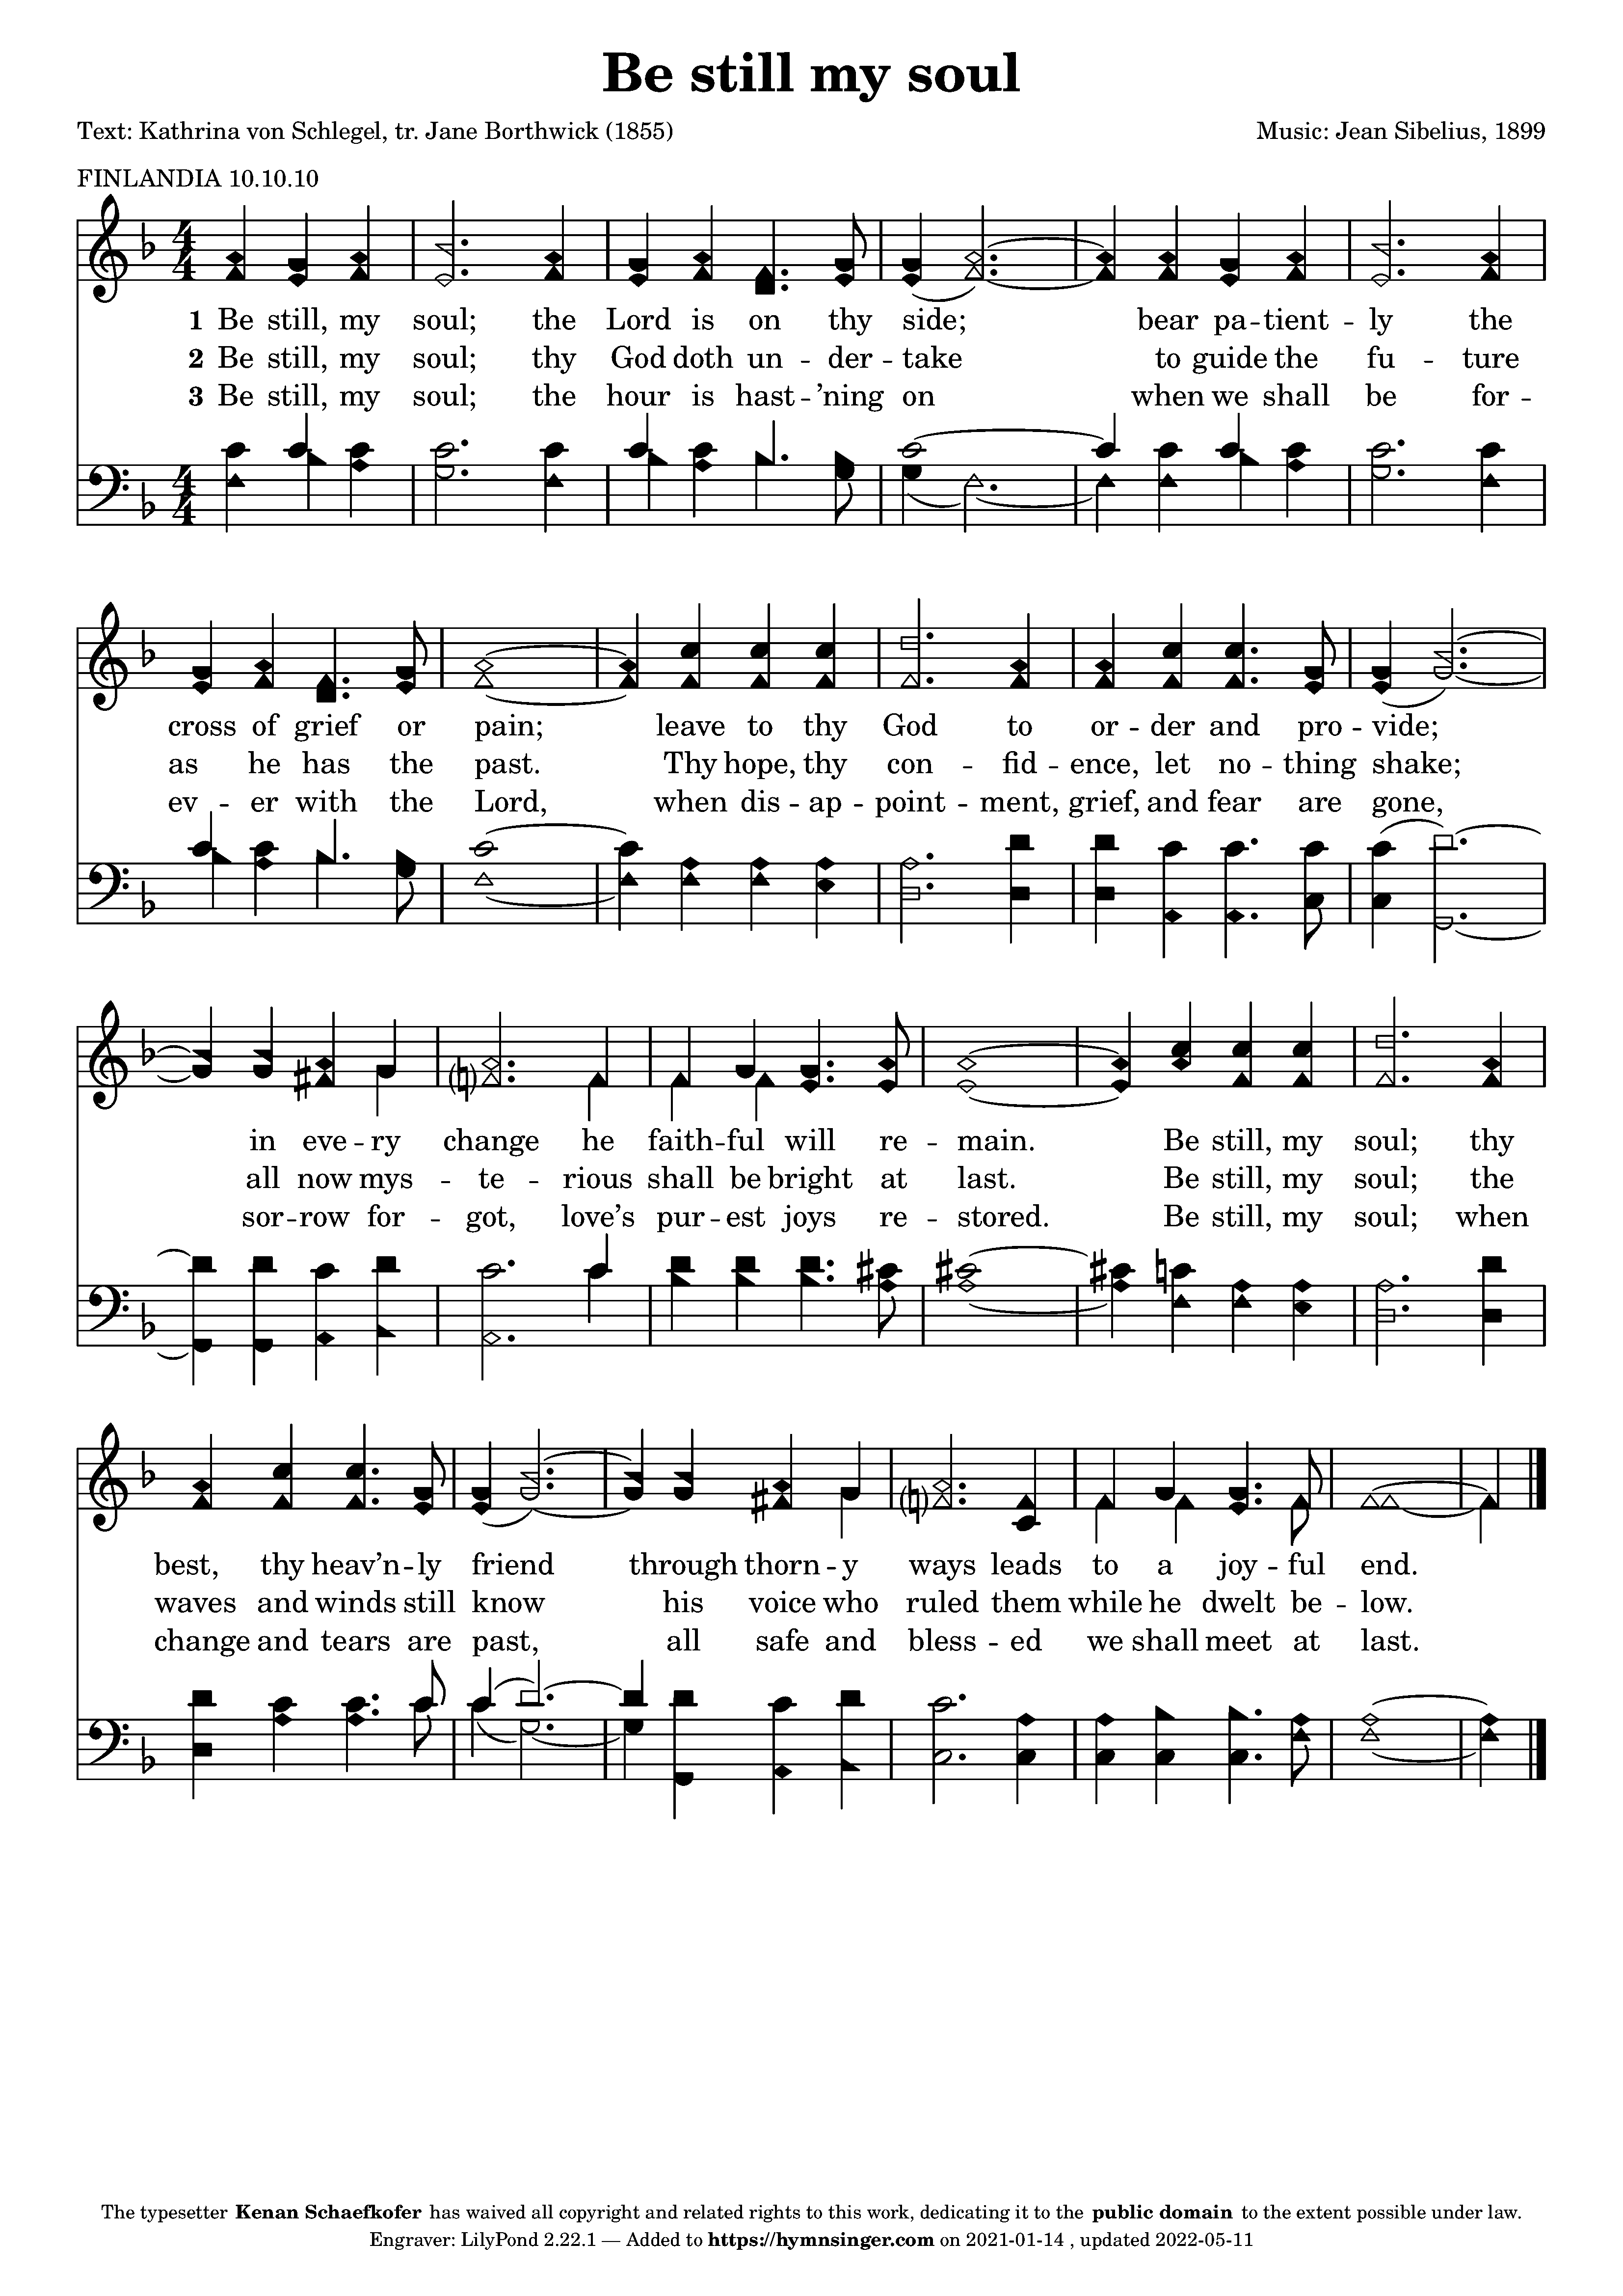 Be still my soul
Text: Kathrina von Schlegel, tr. Jane Borthwick (1855) Music: Jean Sibelius, 1899
FINLANDIA 10.10.10
1 Be still, my soul; the Lord is on thy side; bear pa -- tient -- ly the
2 Be still, my soul; thy God doth un -- der -- take to guide the fu -- ture
3 Be still, my soul; the hour is hast -- ’ning on when we shall be for --
cross of grief or pain; leave to thy God to or -- der and pro -- vide;
as he has the past. Thy hope, thy con -- fid -- ence, let no -- thing shake;
ev -- er with the Lord, when dis -- ap -- point -- ment, grief, and fear are gone,
in eve -- ry change he faith -- ful will re -- main. Be still, my soul; thy
all now mys -- te -- rious shall be bright at last. Be still, my soul; the
sor -- row for -- got, love’s pur -- est joys re -- stored. Be still, my soul; when
best, thy heav’n -- ly friend through thorn -- y ways leads to a joy -- ful end.
waves and winds still know his voice who ruled them while he dwelt be -- low.
change and tears are past, all safe and bless -- ed we shall meet at last.
The typesetter Kenan Schaefkofer has waived all copyright and related rights to this work, dedicating it to the public domain to the extent possible under law.
Engraver: LilyPond 2.22.1 — Added to https://hymnsinger.com on 2021-01-14 , updated 2022-05-11